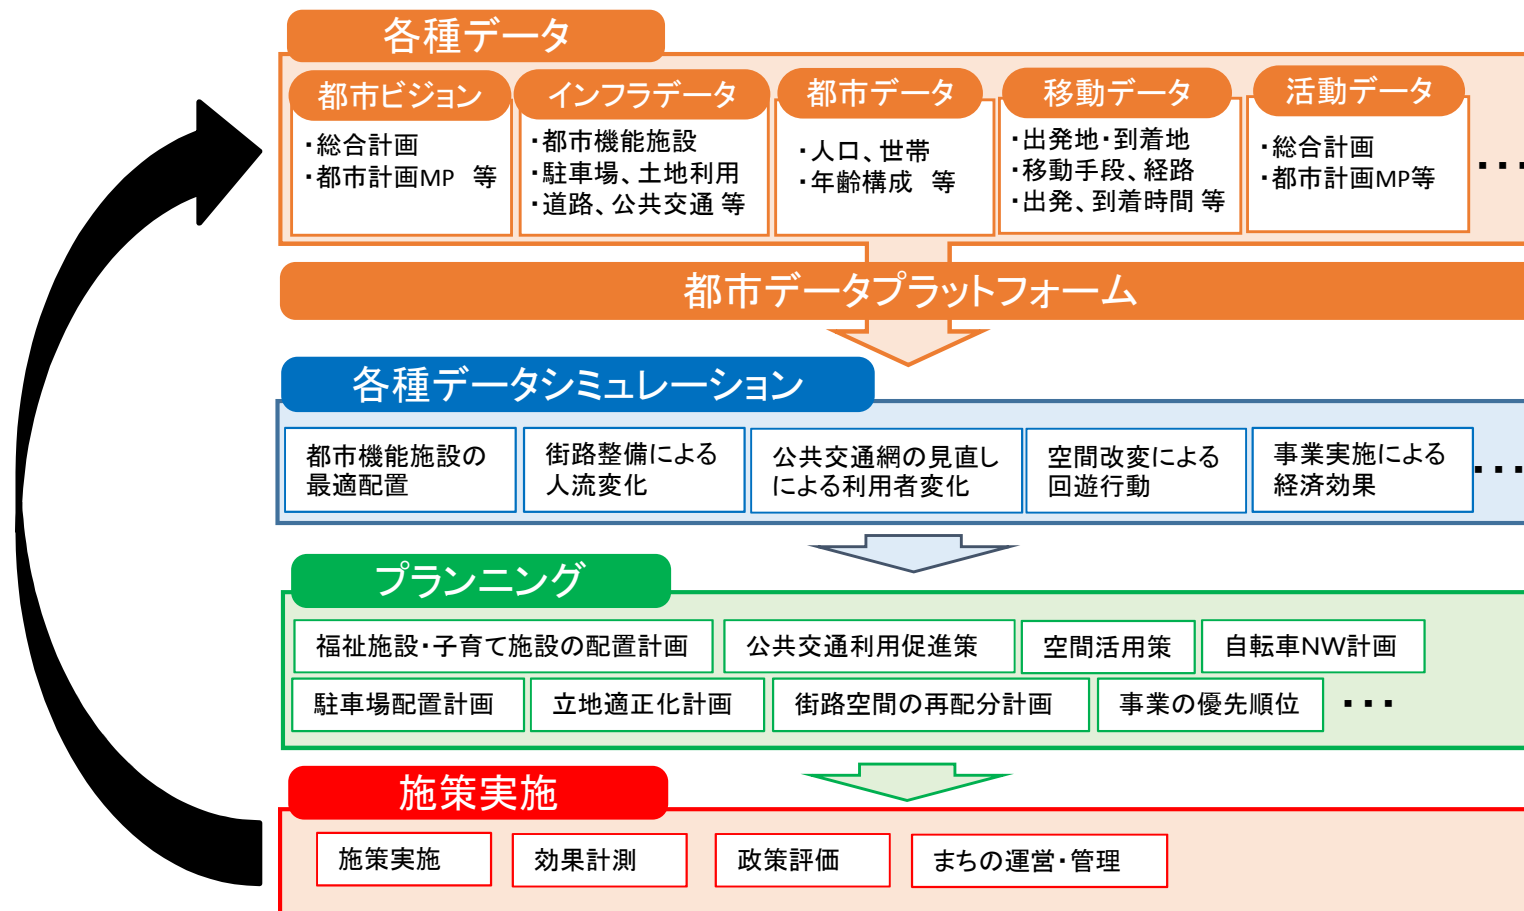 各種データ
都市ビジョン
・総合計画
・都市計画MP 等
インフラデータ
・都市機能施設
・駐車場、土地利用
・道路、公共交通 等
都市データ
・人口、世帯
・年齢構成 等
移動データ
・出発地・到着地
・移動手段、経路
・出発、到着時間 等
活動データ
・総合計画
・都市計画MP等
・・・
都市データプラットフォーム
各種データシミュレーション
都市機能施設の
最適配置
街路整備による
人流変化
公共交通網の見直し
による利用者変化
空間改変による
回遊行動
事業実施による
経済効果
・・・
プランニング
福祉施設・子育て施設の配置計画
公共交通利用促進策
空間活用策
自転車NW計画
駐車場配置計画
立地適正化計画
街路空間の再配分計画
事業の優先順位
・・・
施策実施
施策実施
効果計測
政策評価
まちの運営・管理